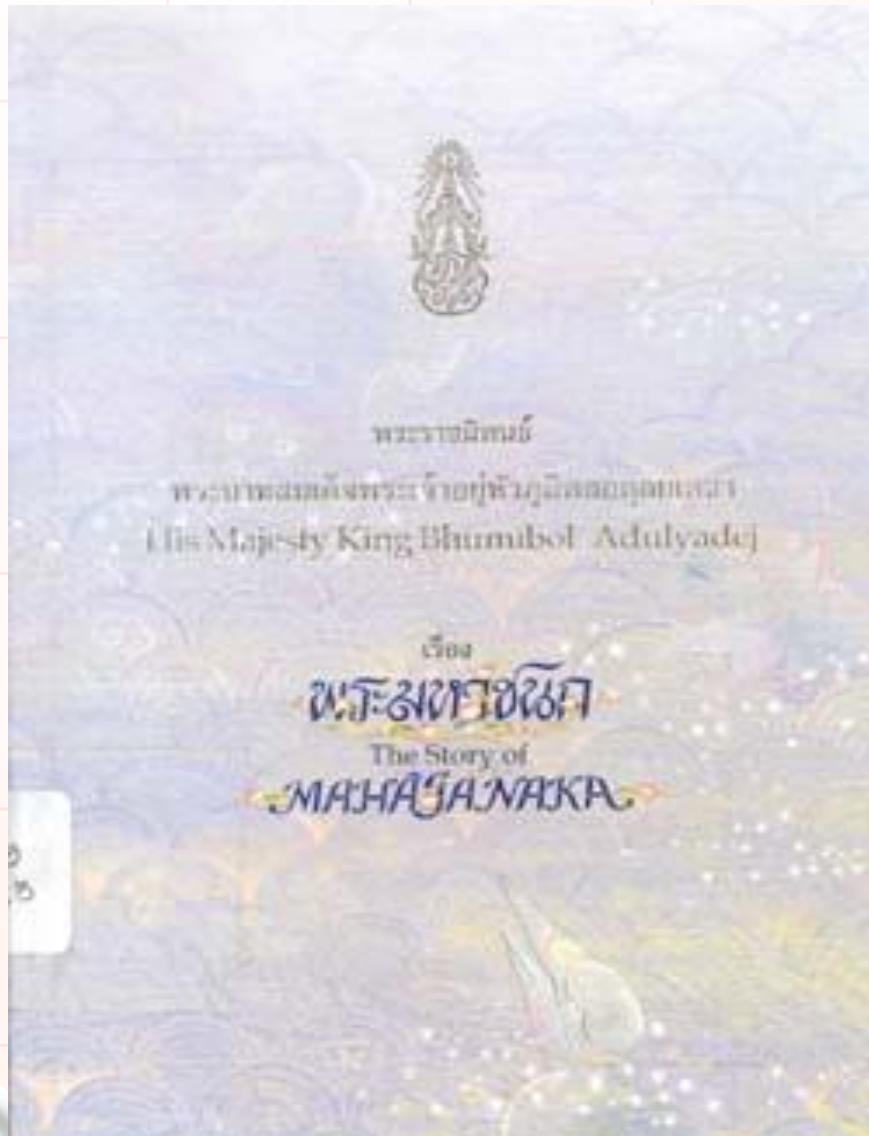 พระราชนิพนธ์
พระบาทสมเด็จพระเจ้าอยู่หัวภูมิพลอดุลยเดช
His Majesty King Bhumibol Adulyadej
เรื่อง
พระมหาชนก
The Story of
MAHAJANAKA